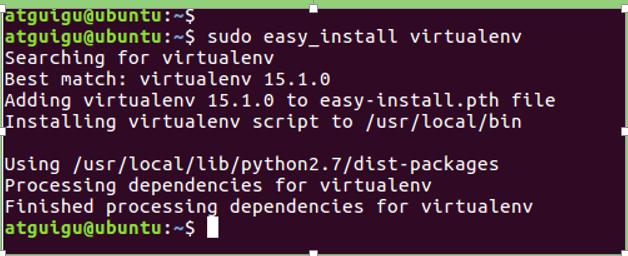 atguigu@ubuntu:~$
atguigu@ubuntu:~$ sudo easy_install virtualenv
Searching for virtualenv
Best match: virtualenv 15.1.0
Adding virtualenv 15.1.0 to easy-install.pth file
Installing virtualenv script to /usr/local/bin
Using /usr/local/lib/python2.7/dist-packages
Processing dependencies for virtualenv
Finished processing dependencies for virtualenv
atguigu@ubuntu:~$